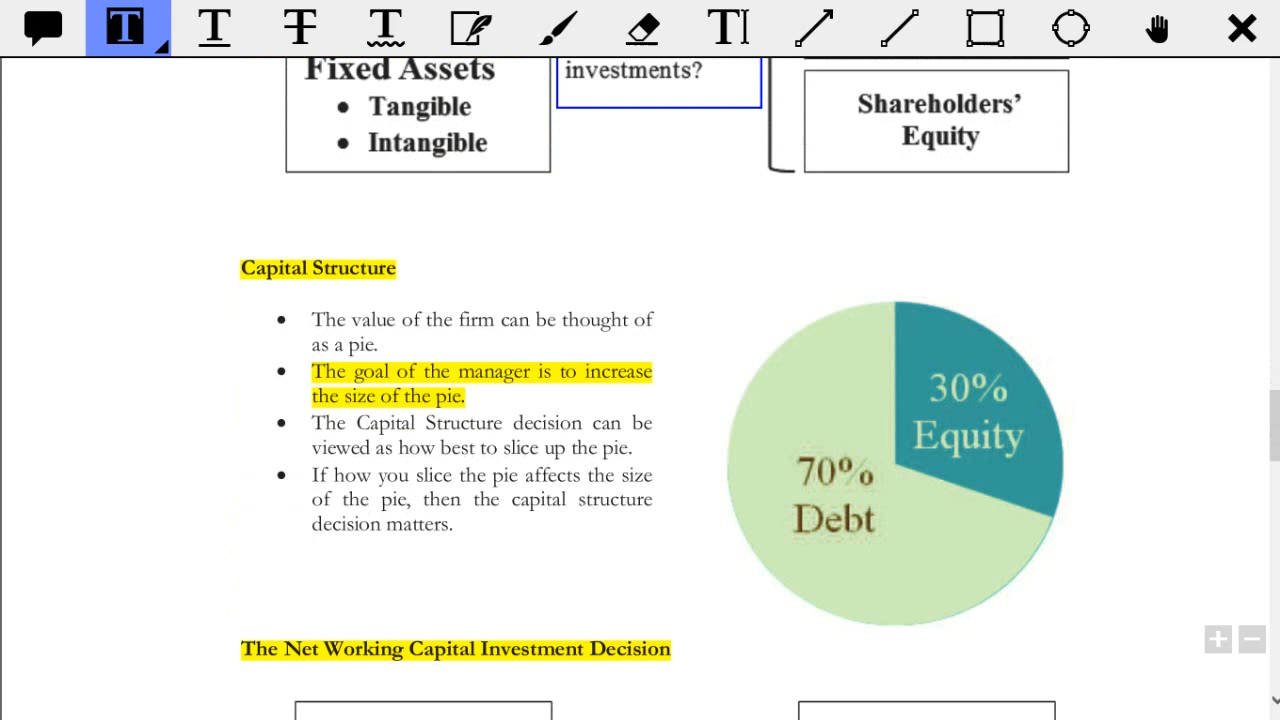 Fixed Assets
• Tangible
• Intangible
investments?
Shareholders’
Equity
Capital Structure
• The value of the firm can be thought of
as a pie.
• The goal of the manager is to increase
the size of the pie.
• The Capital Structure decision can be
viewed as how best to slice up the pie.
• If how you slice the pie affects the size
of the pie, then the capital structure
decision matters.
30%
Equity
70%
Debt
The Net Working Capital Investment Decision